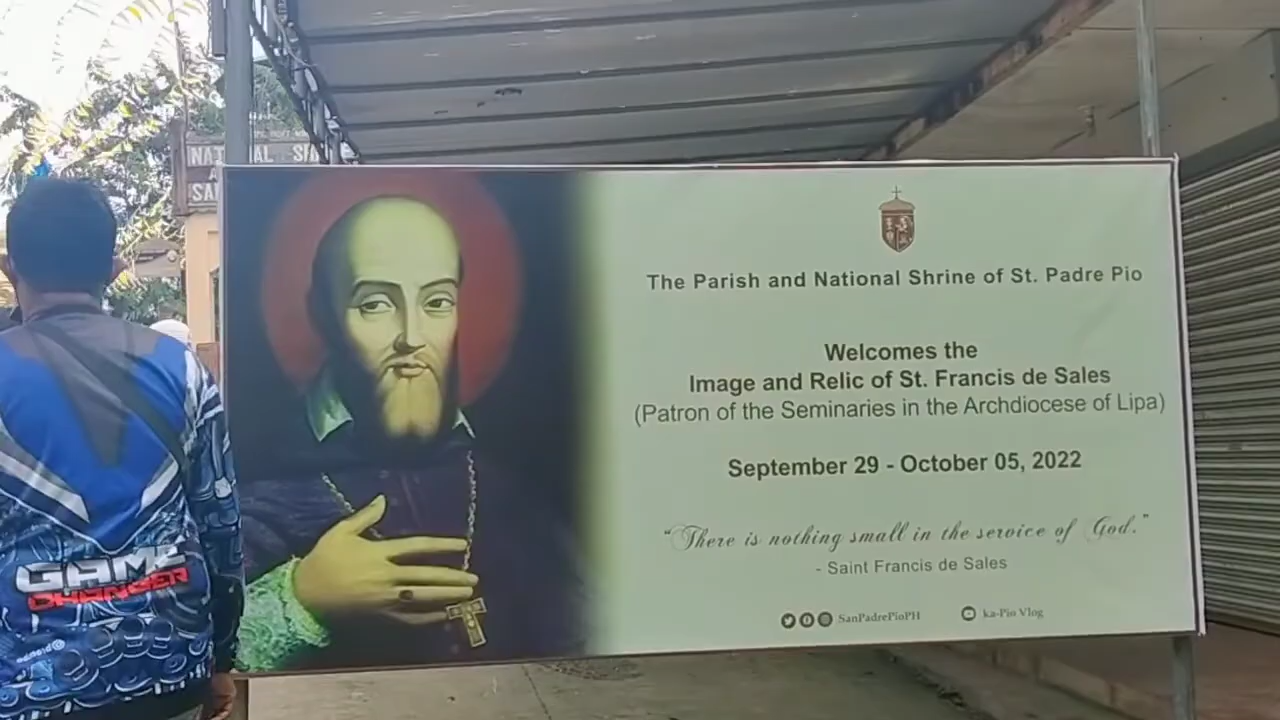 NATIONAL SH
The Parish and National Shrine of St. Padre Pio
Welcomes the
Image and Relic of St. Francis de Sales
(Patron of the Seminaries in the Archdiocese of Lipa)
September 29 - October 05, 2022
“There is nothing small in the service of God.”
- Saint Francis de Sales
SanPadrePioPH
ka-Pio Vlog
GAME
CHANGER